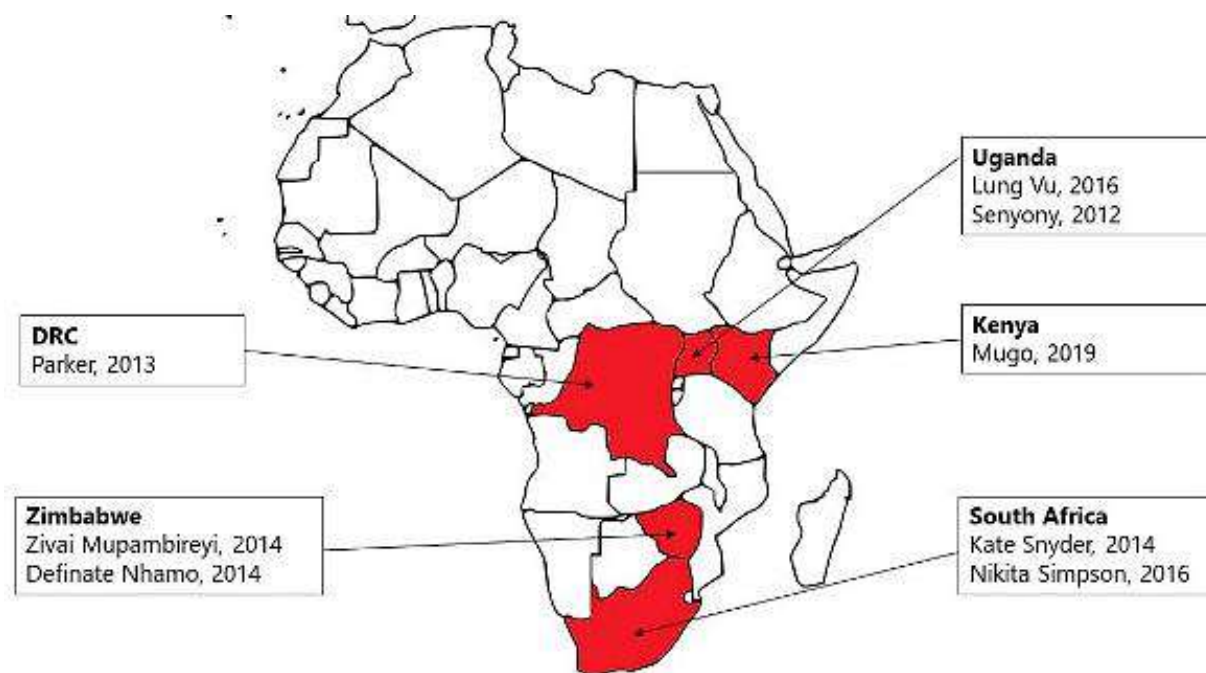 Uganda
Lung Vu, 2016
Senyony, 2012
DRC
Parker, 2013
Kenya
Mugo, 2019
Zimbabwe
Zivai Mupambireyi, 2014
Definate Nhamo, 2014
South Africa
Kate Snyder, 2014
Nikita Simpson, 2016